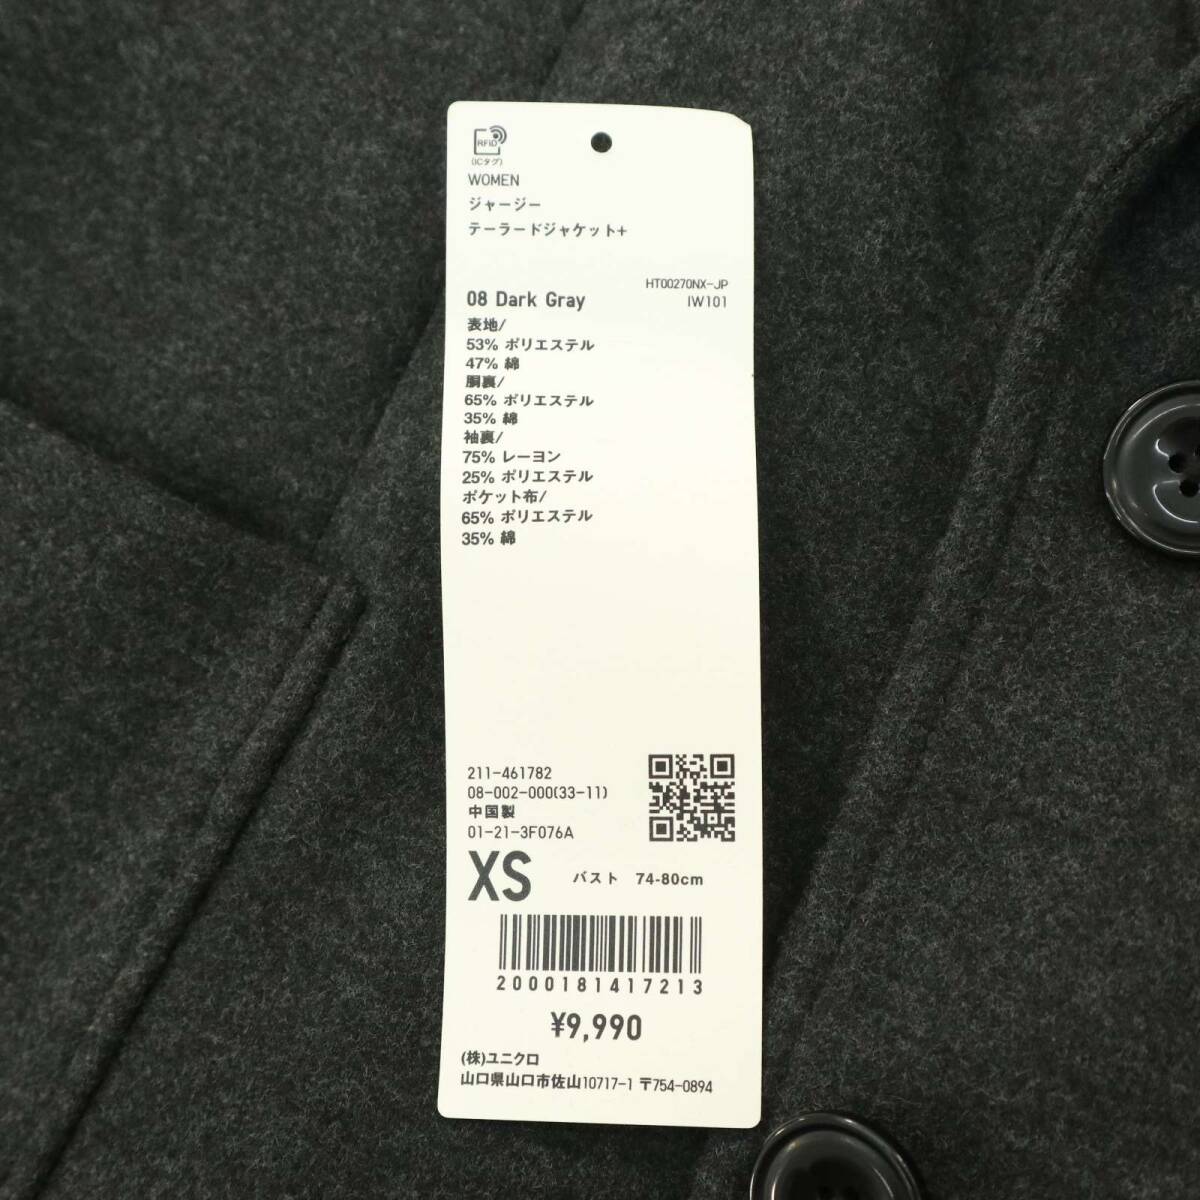 RFID
(ICタグ)
WOMEN
ジャージー
テーラードジャケット+
HT00270NX-JP
08 Dark Gray
IW101
表地/
53% ポリエステル
47% 綿
胴裏/
65% ポリエステル
35% 綿
袖裏/
75% レーヨン
25% ポリエステル
ポケット布/
65% ポリエステル
35% 綿
211-461782
08-002-000(33-11)
中国製
01-21-3F076A
XS バスト 74-80cm
2000181417213
¥9,990
(株)ユニクロ
山口県山口市佐山10717-1 〒754-0894